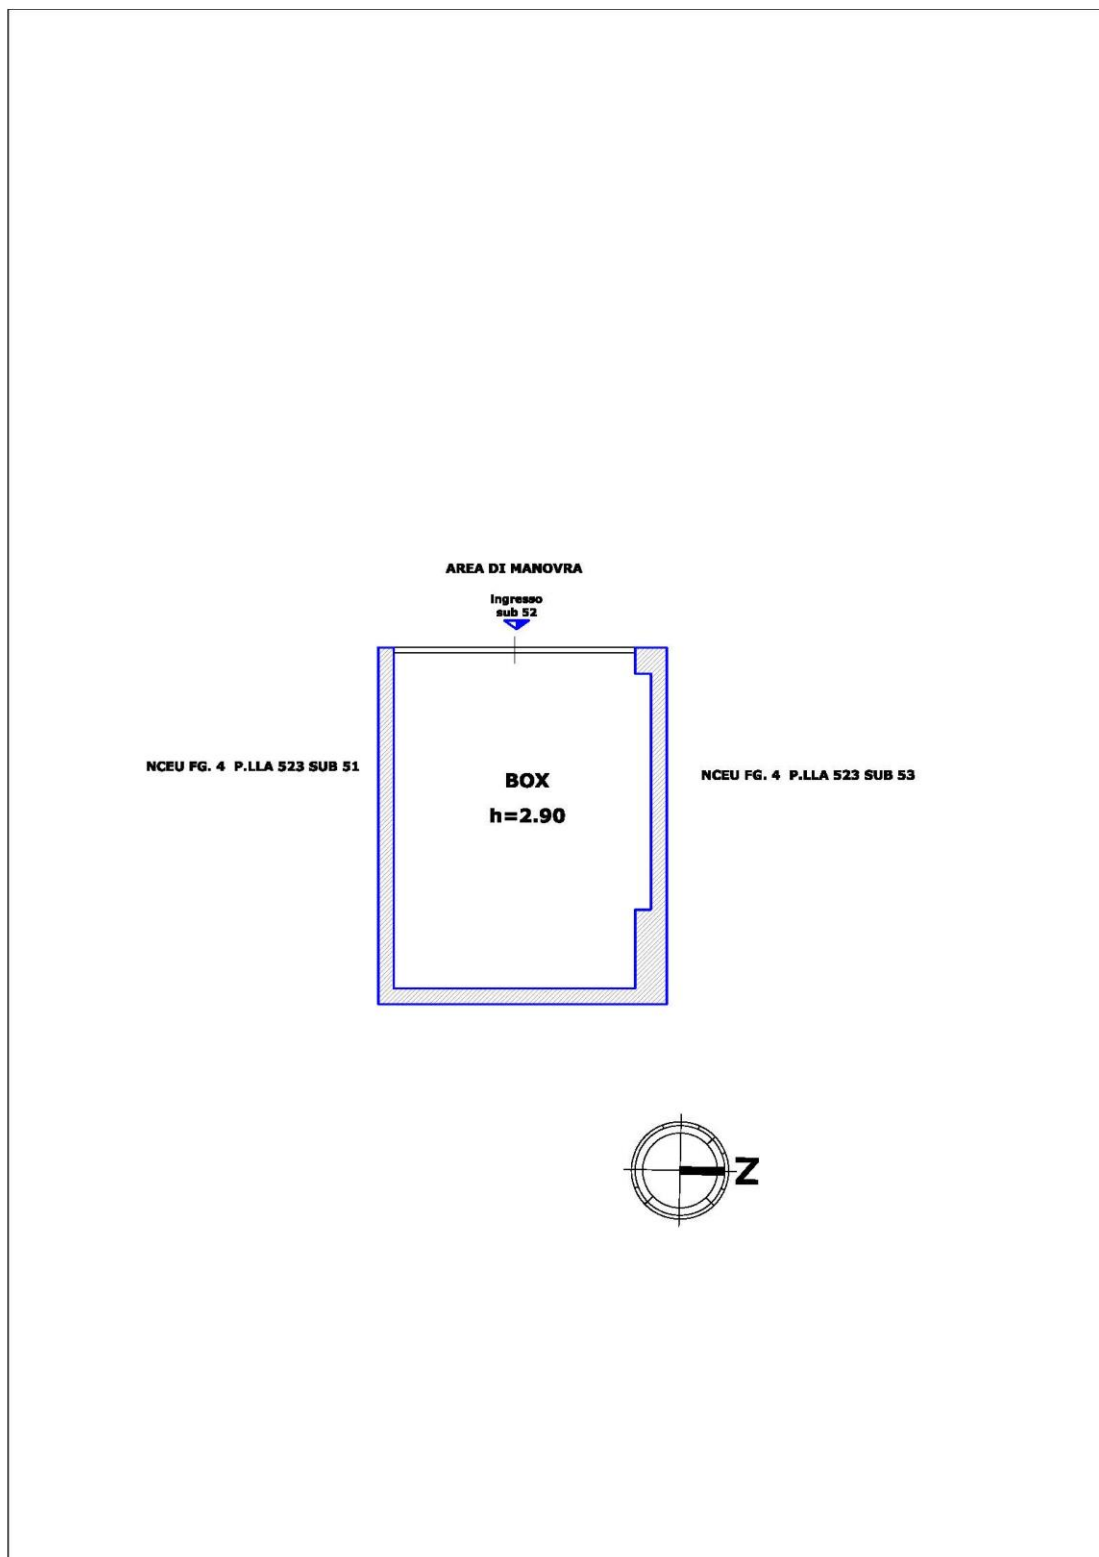 AREA DI MANOVRA
ingresso
sub 52
NCEU FG. 4 P.LLA 523 SUB 51
BOX
NCEU FG. 4 P.LLA 523 SUB 53
h=2.90
N